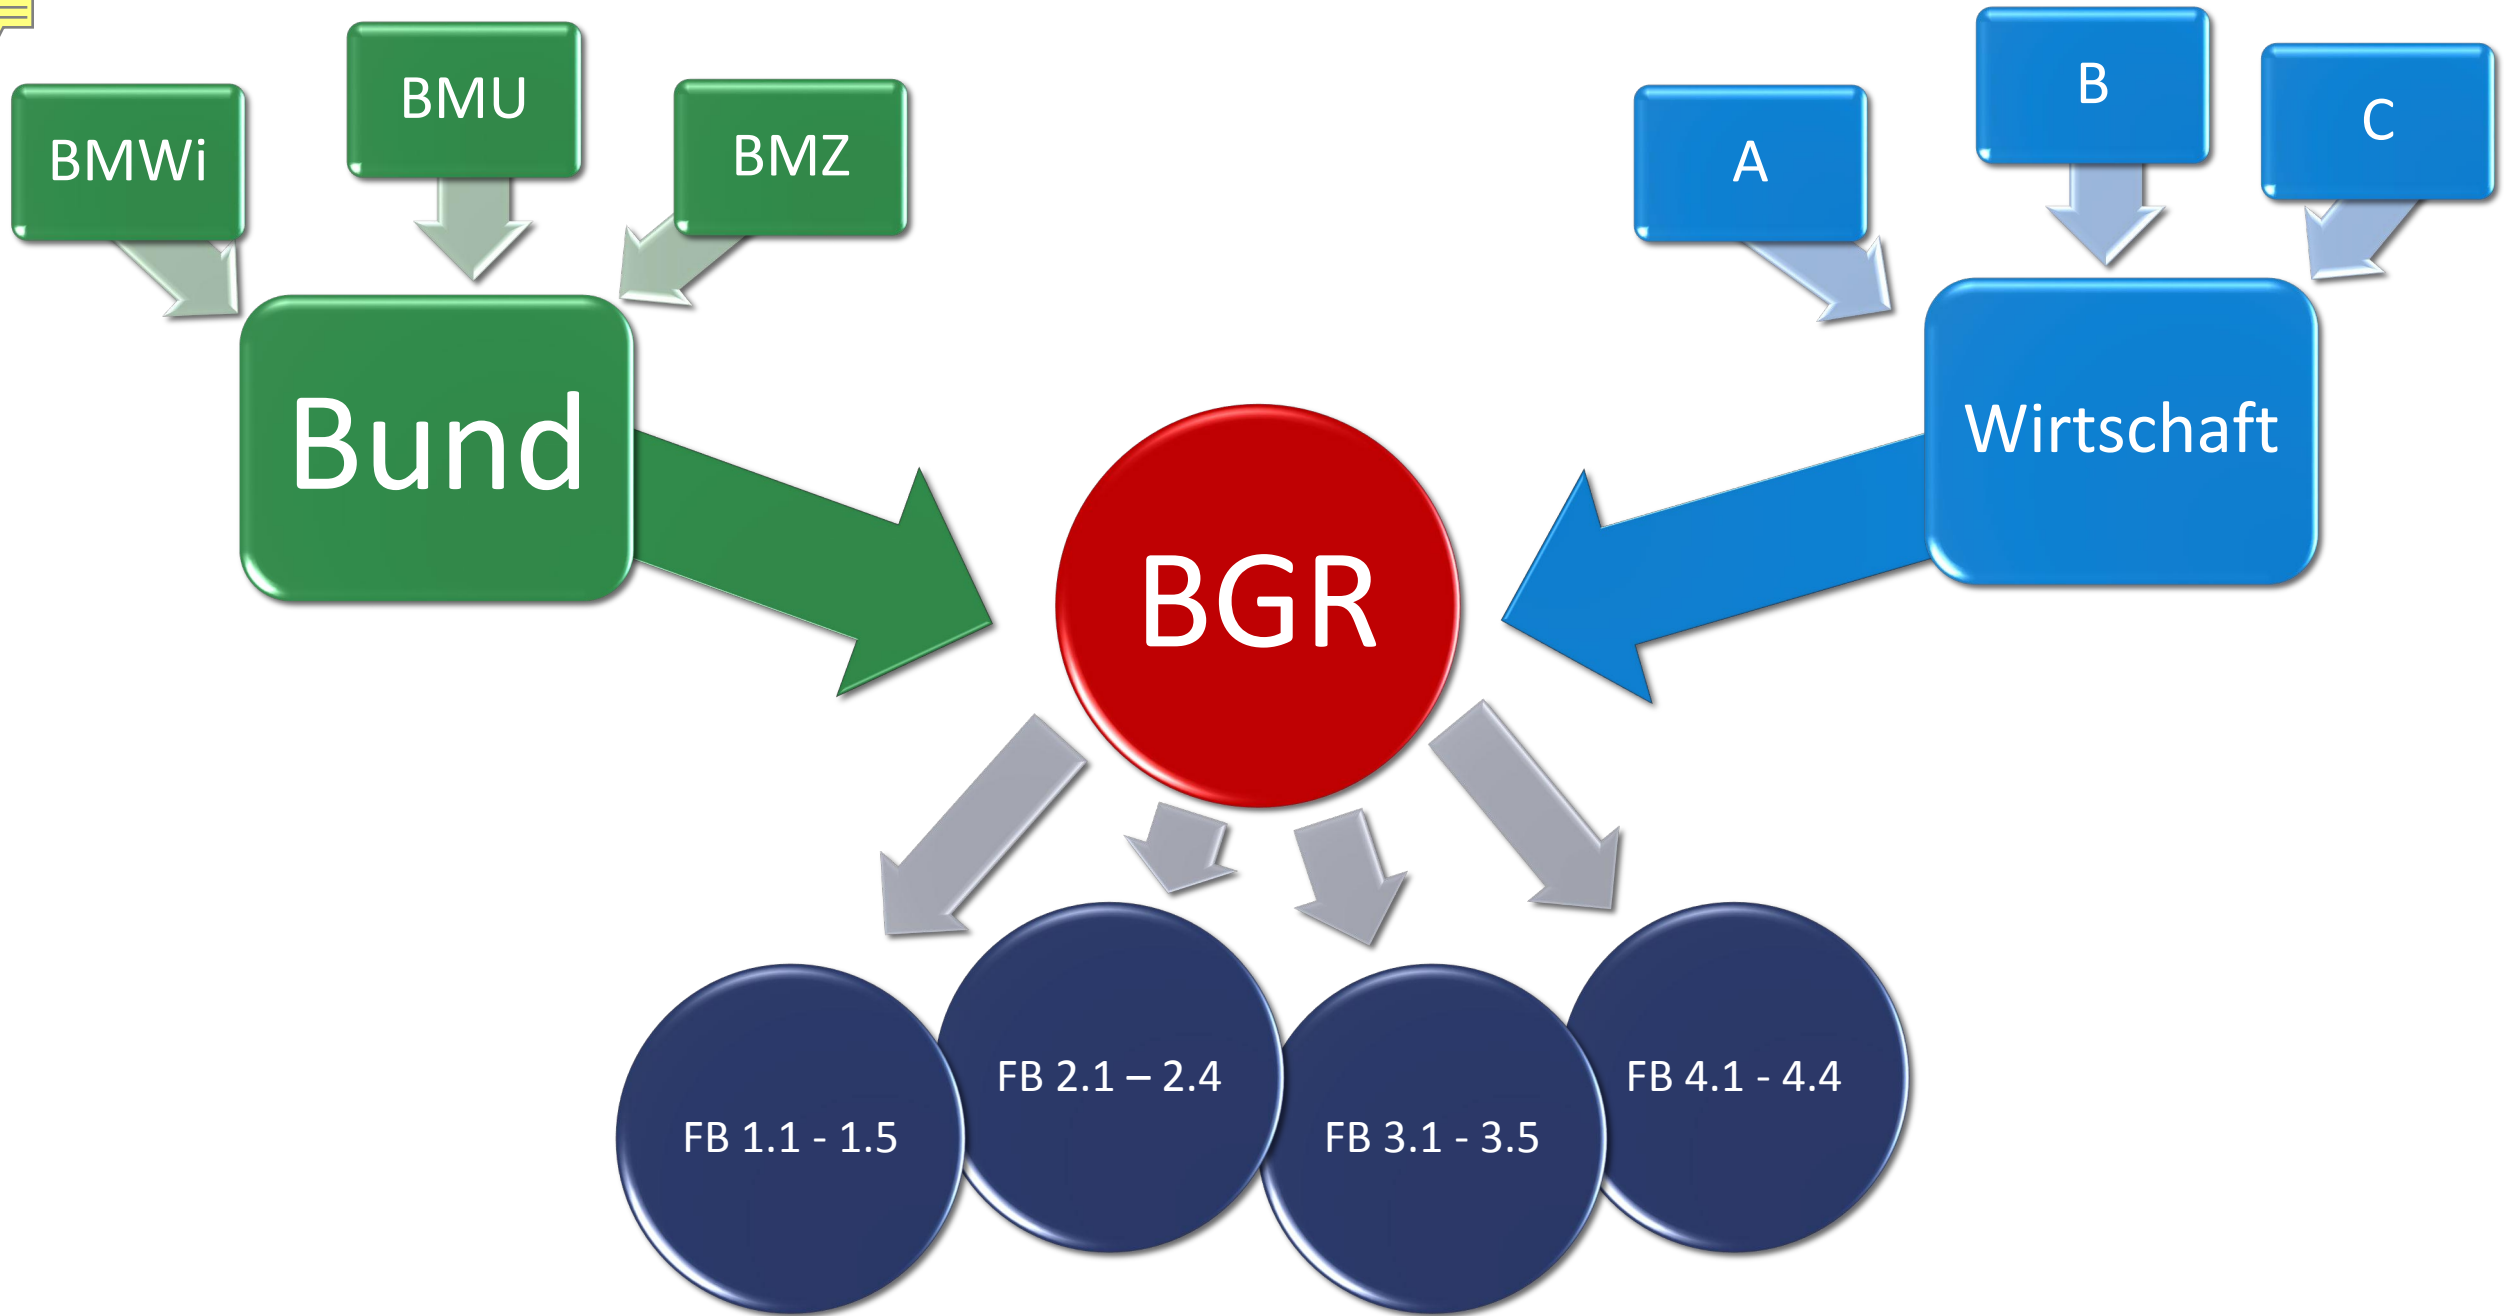 BMWi
BMU
BMZ
A
B
C
Bund
Wirtschaft
BGR
FB 1.1 - 1.5
FB 2.1 – 2.4
FB 3.1 - 3.5
FB 4.1 - 4.4